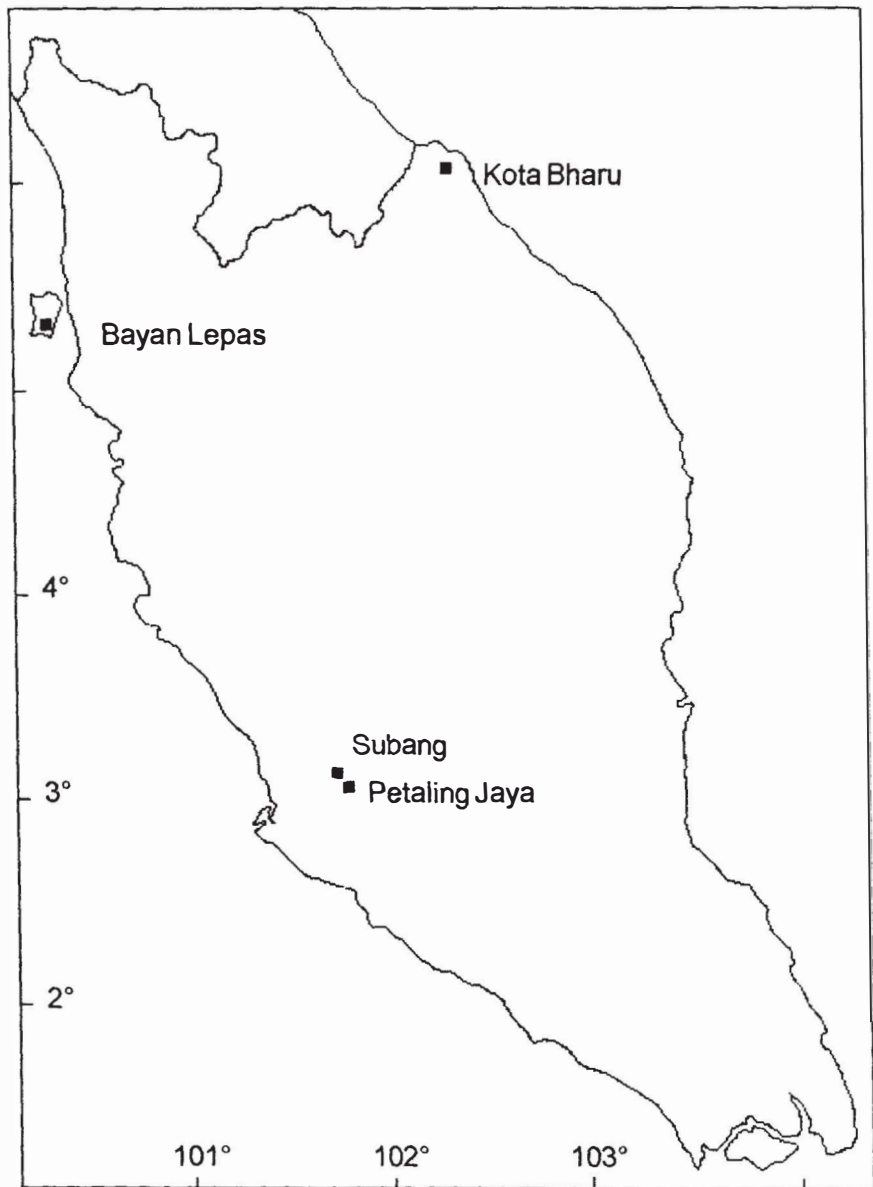 Kota Bharu
Bayan Lepas
4°
Subang
3°
Petaling Jaya
2°
101° 102° 103°